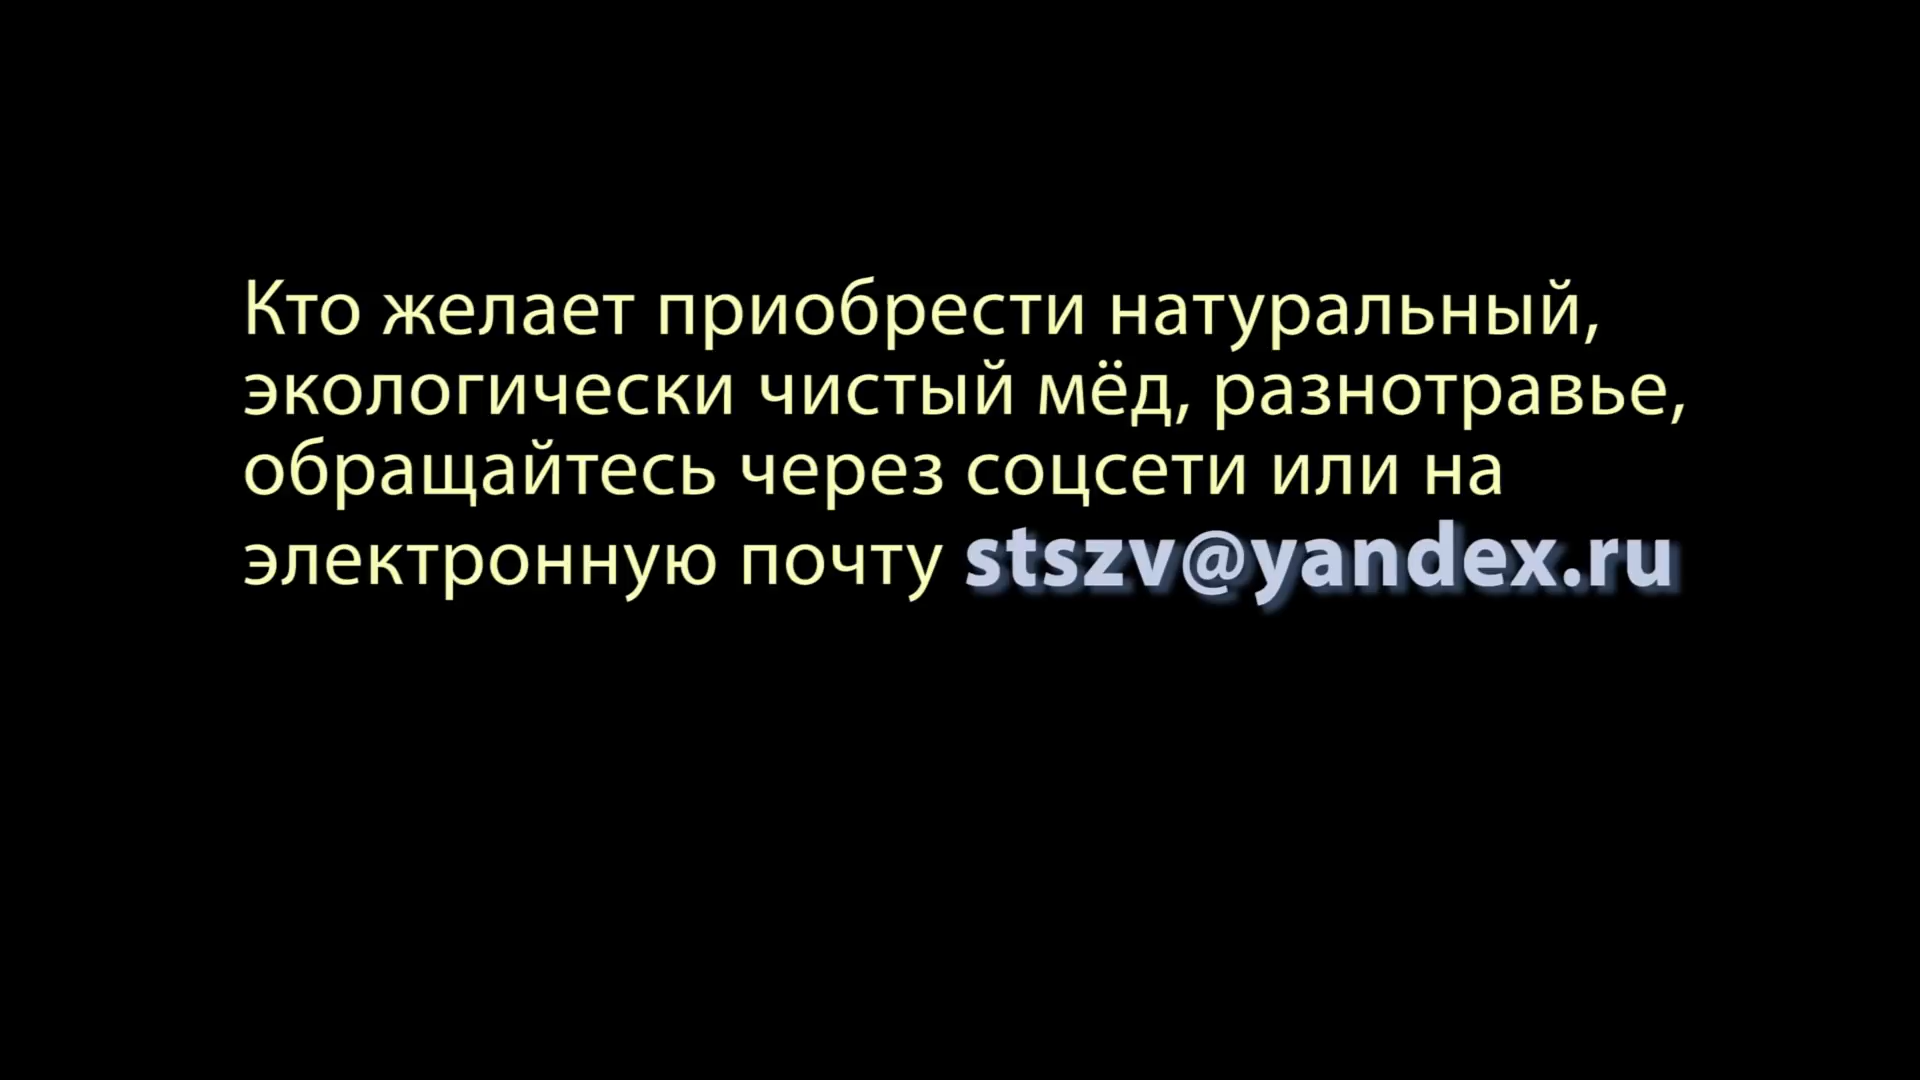 Кто желает приобрести натуральный,
экологически чистый мёд, разнотравье,
обращайтесь через соцсети или на
электронную почту stszv@yandex.ru